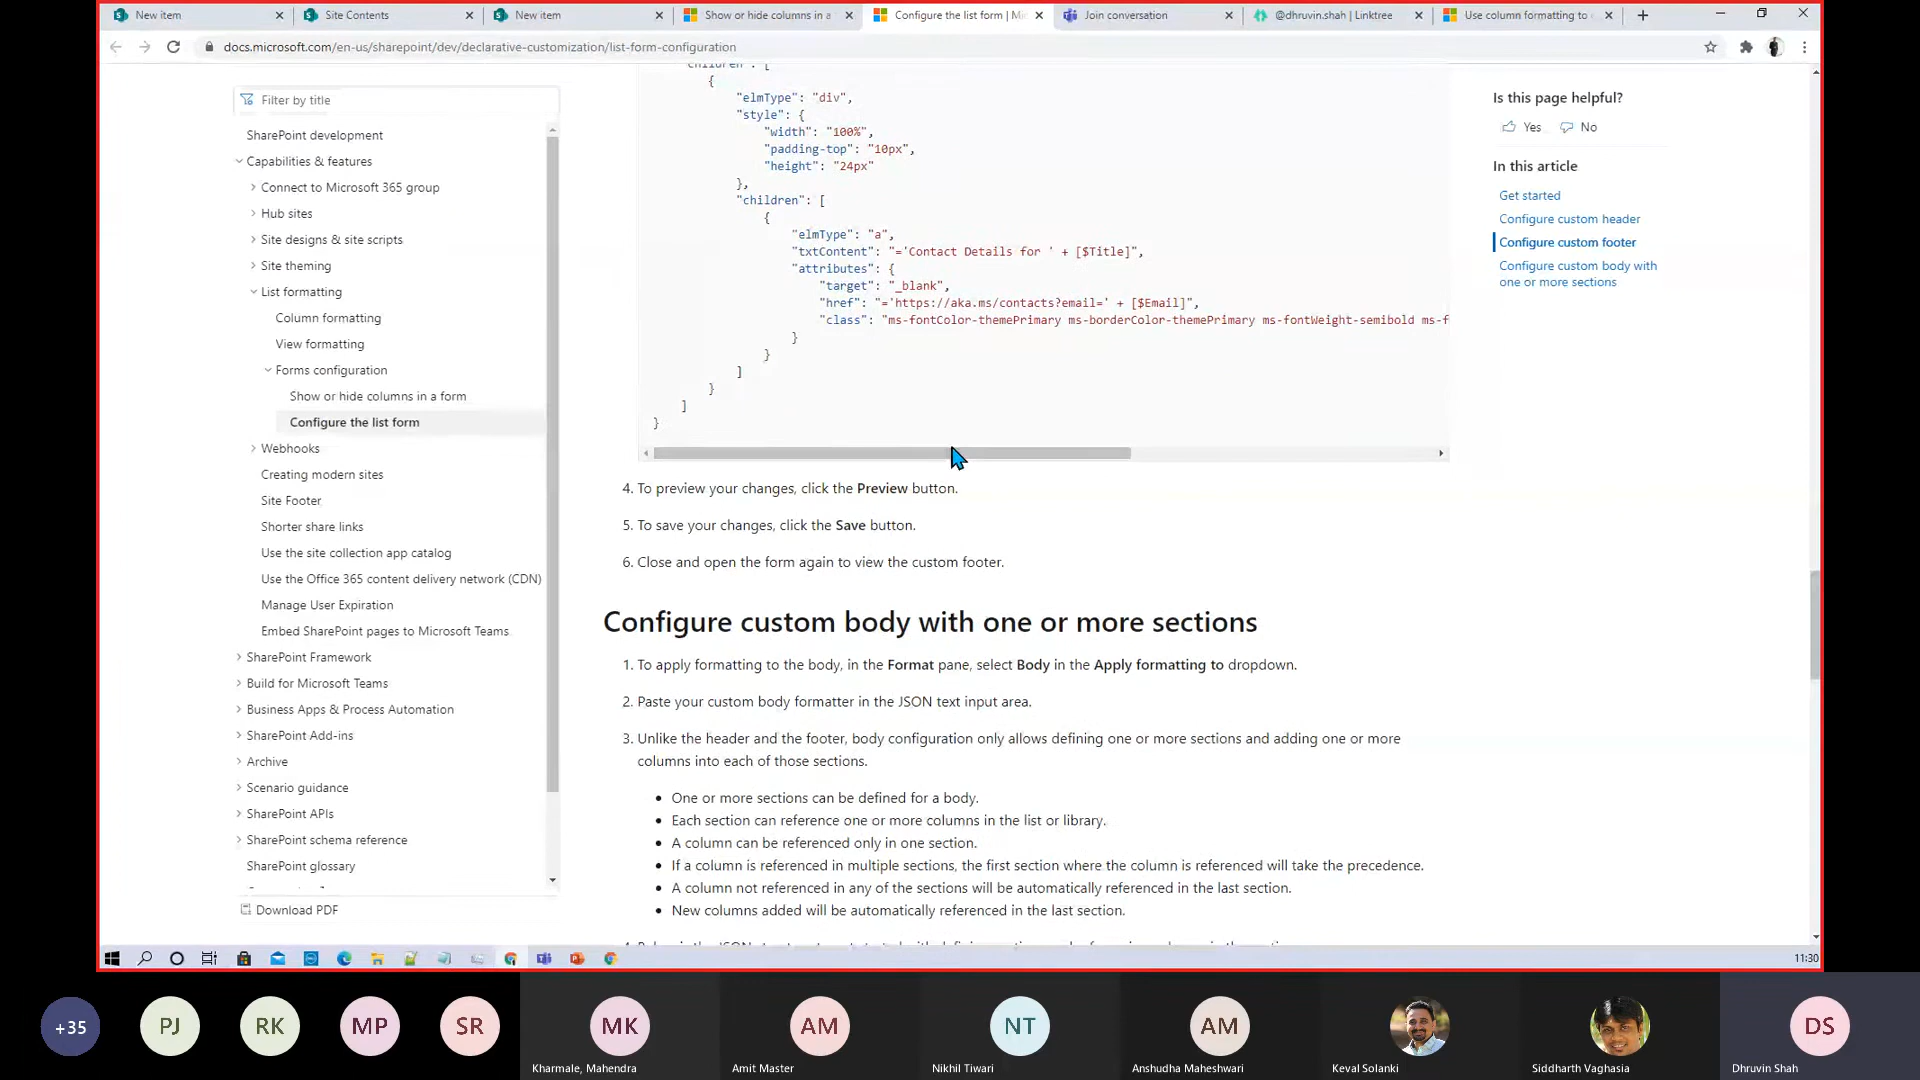 New item
Site Contents
New item
Show or hide columns in a
Configure the list form | Mi
Join conversation
@dhruvin.shah | Linktree
Use column formatting to
docs.microsoft.com/en-us/sharepoint/dev/declarative-customization/list-form-configuration
Filter by title
SharePoint development
Capabilities & features
Connect to Microsoft 365 group
Hub sites
Site designs & site scripts
Site theming
List formatting
Column formatting
View formatting
Forms configuration
Show or hide columns in a form
Configure the list form
Webhooks
Creating modern sites
Site Footer
Shorter share links
Use the site collection app catalog
Use the Office 365 content delivery network (CDN)
Manage User Expiration
Embed SharePoint pages to Microsoft Teams
SharePoint Framework
Build for Microsoft Teams
Business Apps & Process Automation
SharePoint Add-ins
Archive
Scenario guidance
SharePoint APIs
SharePoint schema reference
SharePoint glossary
Download PDF
"children": [
{
"elmType": "div",
"style": {
"width": "100%",
"padding-top": "10px",
"height": "24px"
},
"children": [
{
"elmType": "a",
"txtContent": "='Contact Details for ' + [$Title]",
"attributes": {
"target": "_blank",
"href": "='https://aka.ms/contacts?email=' + [$Email]",
"class": "ms-fontColor-themePrimary ms-borderColor-themePrimary ms-fontWeight-semibold ms-f
}
}
]
}
]
}
4. To preview your changes, click the Preview button.
5. To save your changes, click the Save button.
6. Close and open the form again to view the custom footer.
Configure custom body with one or more sections
1. To apply formatting to the body, in the Format pane, select Body in the Apply formatting to dropdown.
2. Paste your custom body formatter in the JSON text input area.
3. Unlike the header and the footer, body configuration only allows defining one or more sections and adding one or more
columns into each of those sections.
• One or more sections can be defined for a body.
• Each section can reference one or more columns in the list or library.
• A column can be referenced only in one section.
• If a column is referenced in multiple sections, the first section where the column is referenced will take the precedence.
• A column not referenced in any of the sections will be automatically referenced in the last section.
• New columns added will be automatically referenced in the last section.
Is this page helpful?
Yes
No
In this article
Get started
Configure custom header
Configure custom footer
Configure custom body with
one or more sections
11:30
+35
PJ
RK
MP
SR
MK
AM
NT
AM
DS
Kharmale, Mahendra
Amit Master
Nikhil Tiwari
Anshudha Maheshwari
Keval Solanki
Siddharth Vaghasia
Dhruvin Shah